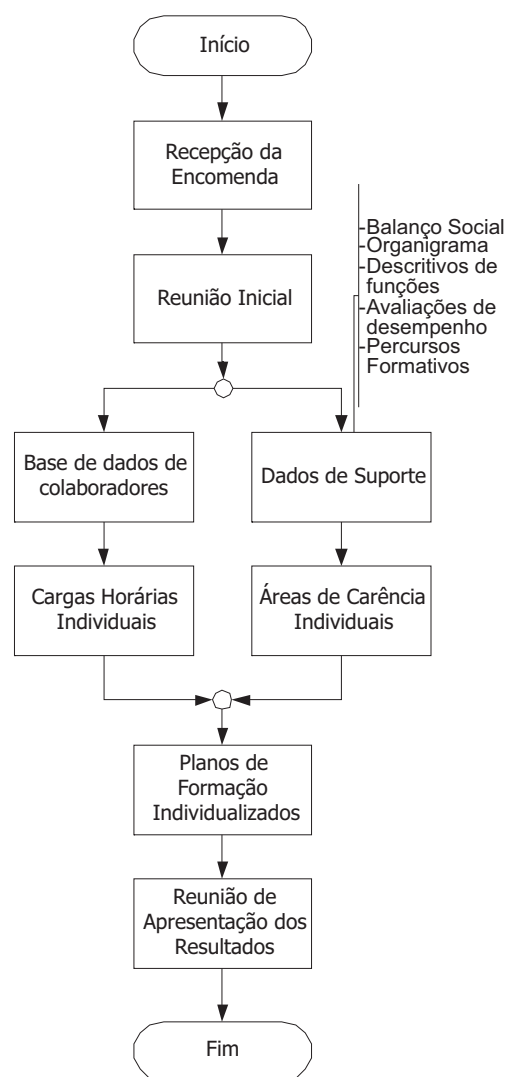 Início
Recepção da
Encomenda
Reunião Inicial
-Balanço Social
-Organigrama
-Descritivos de
funções
-Avaliações de
desempenho
-Percursos
Formativos
Base de dados de
colaboradores
Dados de Suporte
Cargas Horárias
Individuais
Áreas de Carência
Individuais
Planos de
Formação
Individualizados
Reunião de
Apresentação dos
Resultados
Fim